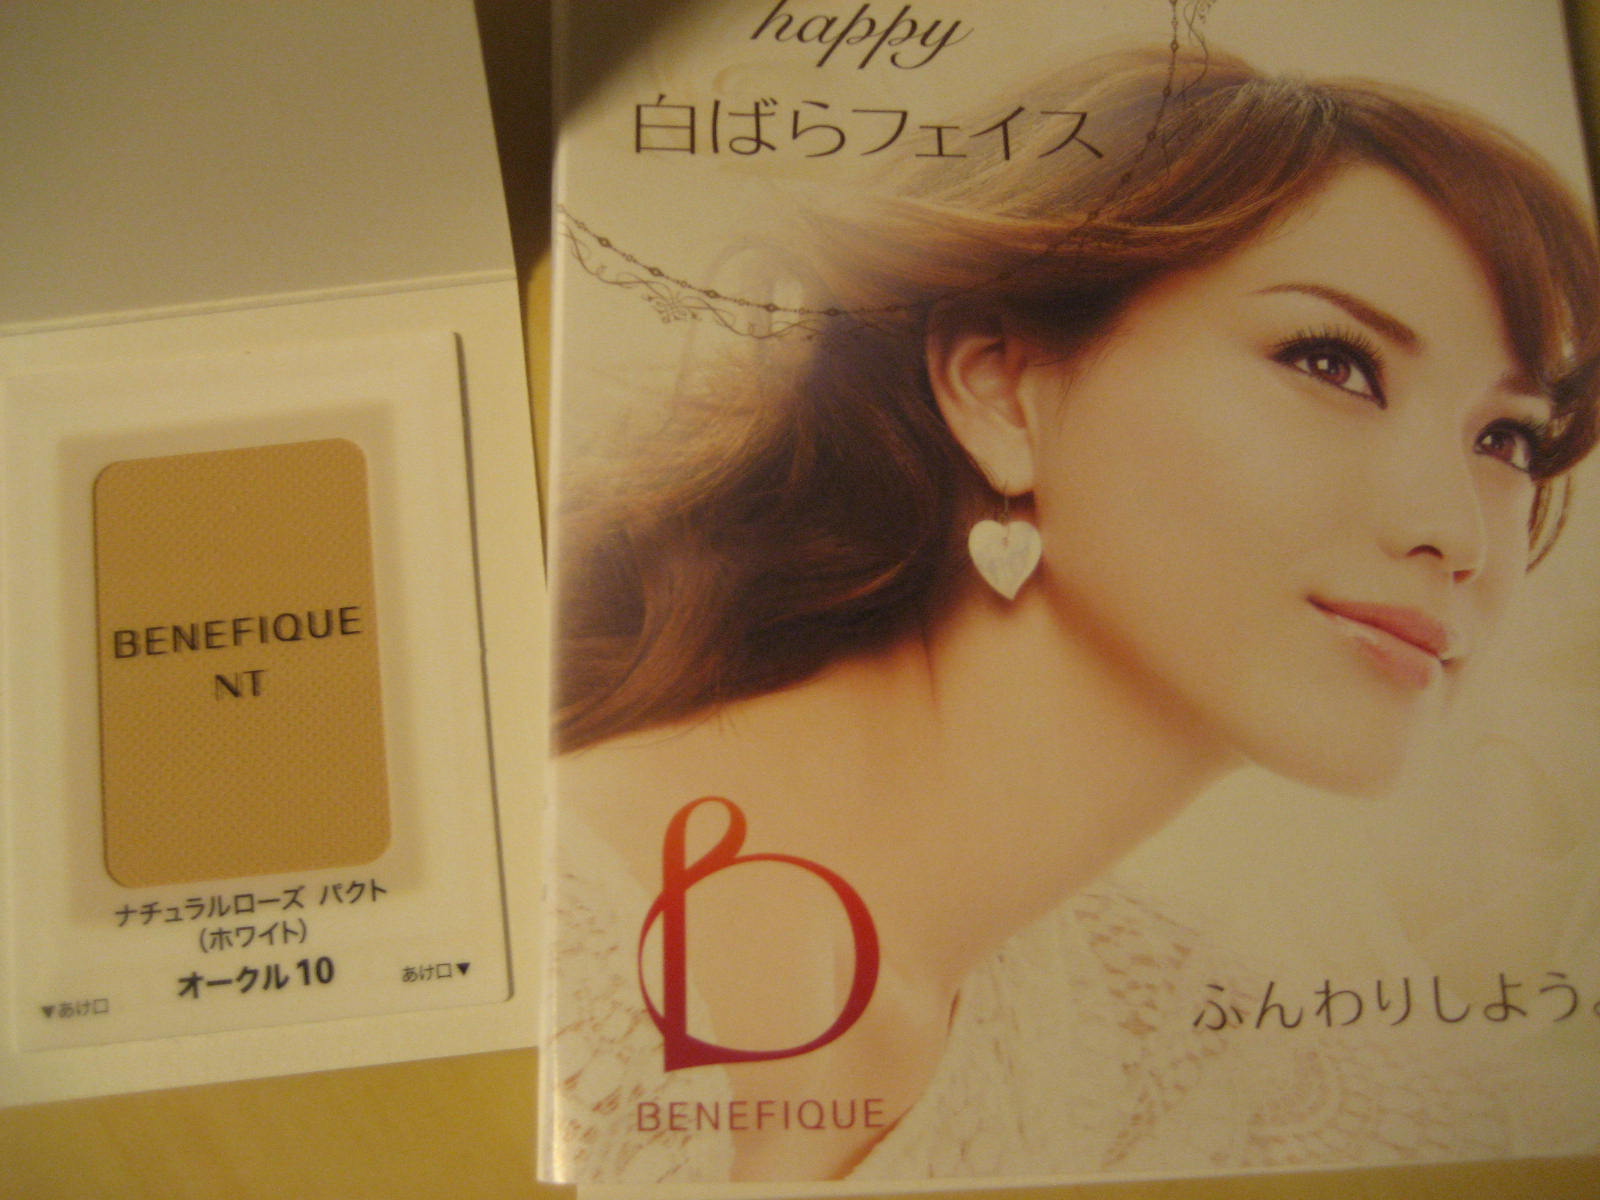 BENEFIQUE
NT
ナチュラルローズ パクト
(ホワイト)
オークル10
▼あけ口
あけ口▼
happy
白ばらフェイス
ふんわりしよう。
BENEFIQUE